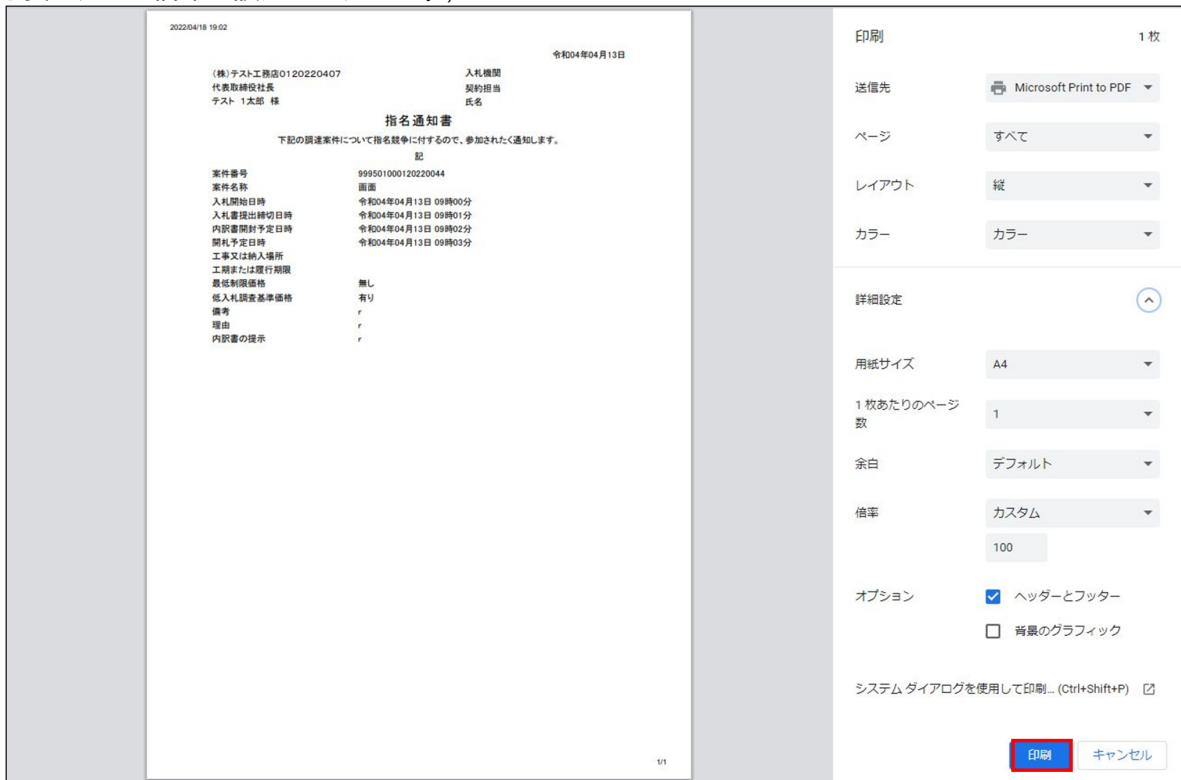 2022/04/18 19:02
令和04年04月13日
(株)テスト工務店0120220407 入札機関
代表取締役社長 契約担当
テスト 1太郎 様 氏名
指名通知書
下記の調達案件について指名競争に付するので、参加されたく通知します。
記
案件番号 999501000120220044
案件名称 画面
入札開始日時 令和04年04月13日 09時00分
入札書提出締切日時 令和04年04月13日 09時01分
内訳書開封予定日時 令和04年04月13日 09時02分
開札予定日時 令和04年04月13日 09時03分
工事又は納入場所
工期または履行期限
最低制限価格 無し
低入札調査基準価格 有り
備考 r
理由 r
内訳書の提示 r
1/1
印刷 1 枚
送信先 Microsoft Print to PDF
ページ すべて
レイアウト 縦
カラー カラー
詳細設定
用紙サイズ A4
1 枚あたりのページ
数 1
余白 デフォルト
倍率 カスタム
100
オプション ヘッダーとフッター
背景のグラフィック
システム ダイアログを使用して印刷... (Ctrl+Shift+P)
印刷 キャンセル